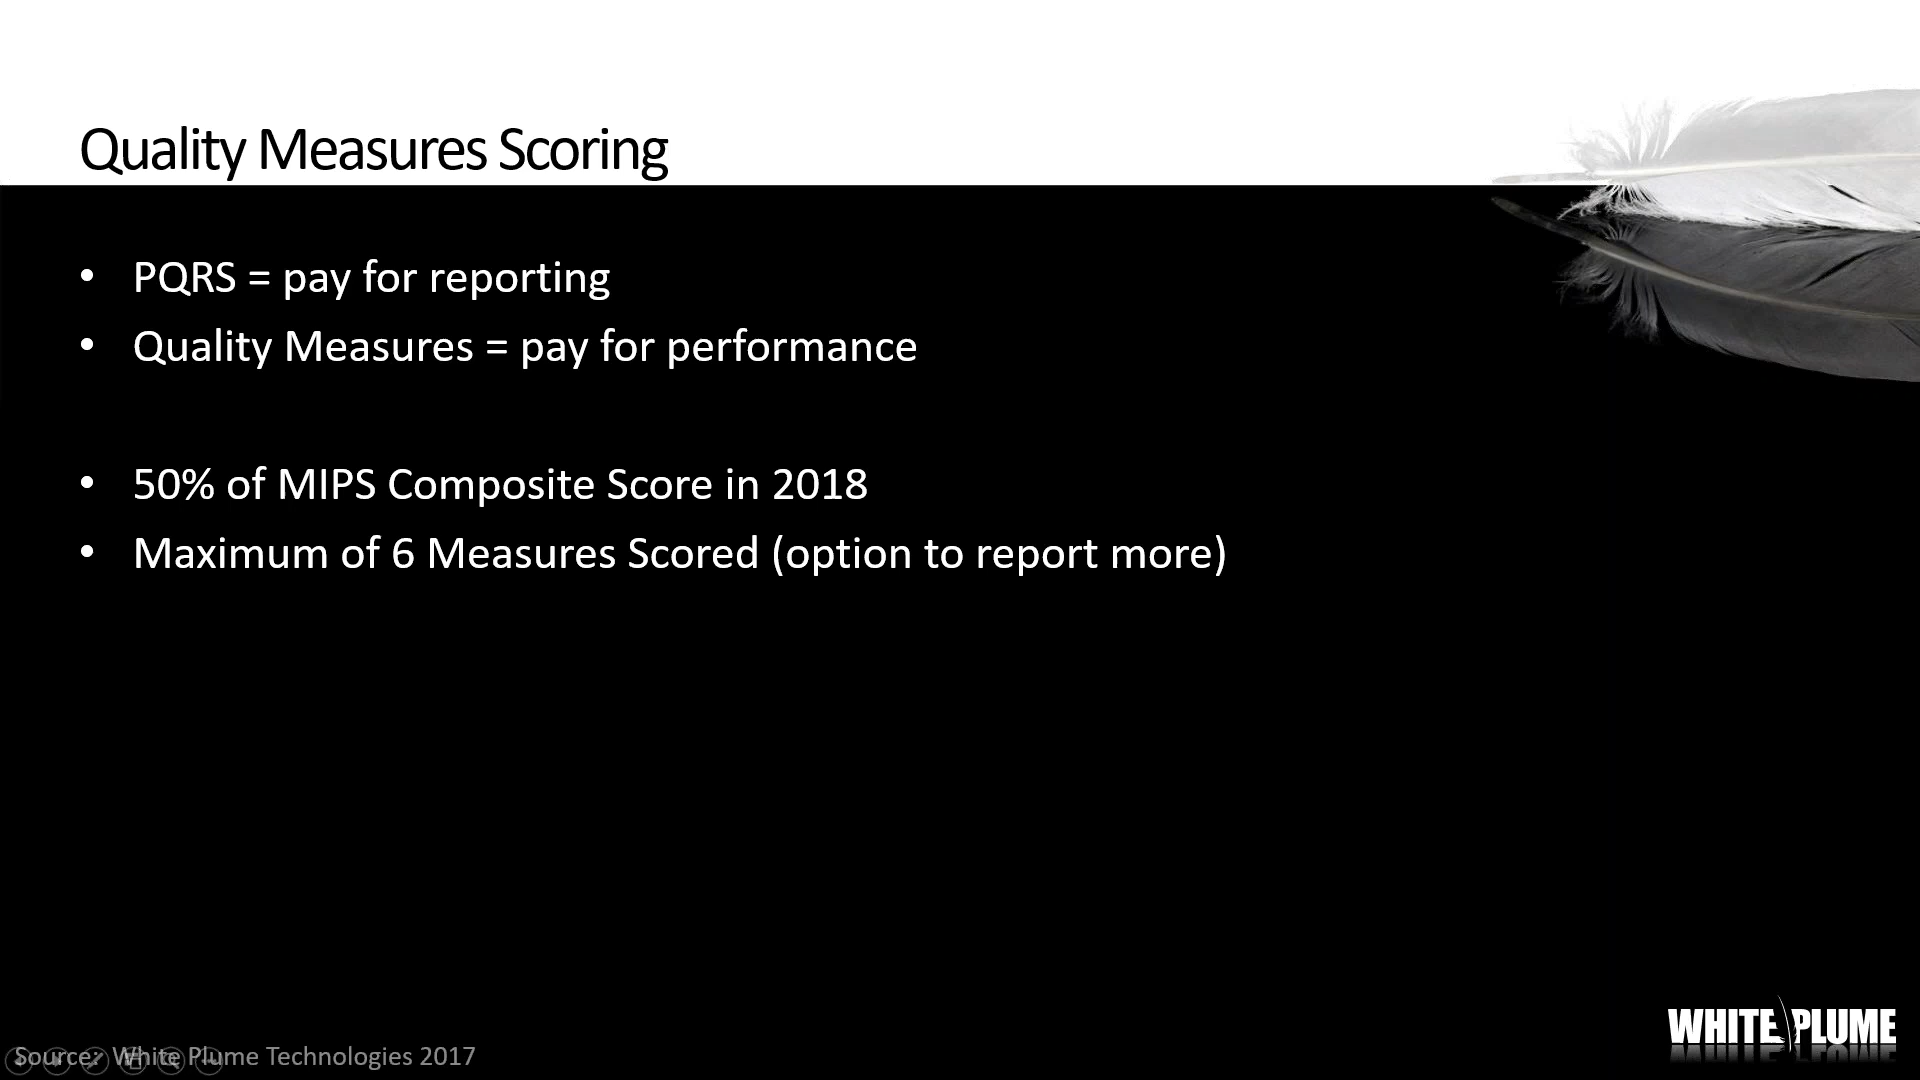 Quality Measures Scoring
• PQRS = pay for reporting
• Quality Measures = pay for performance
• 50% of MIPS Composite Score in 2018
• Maximum of 6 Measures Scored (option to report more)
WHITE PLUME
Source: White Plume Technologies 2017